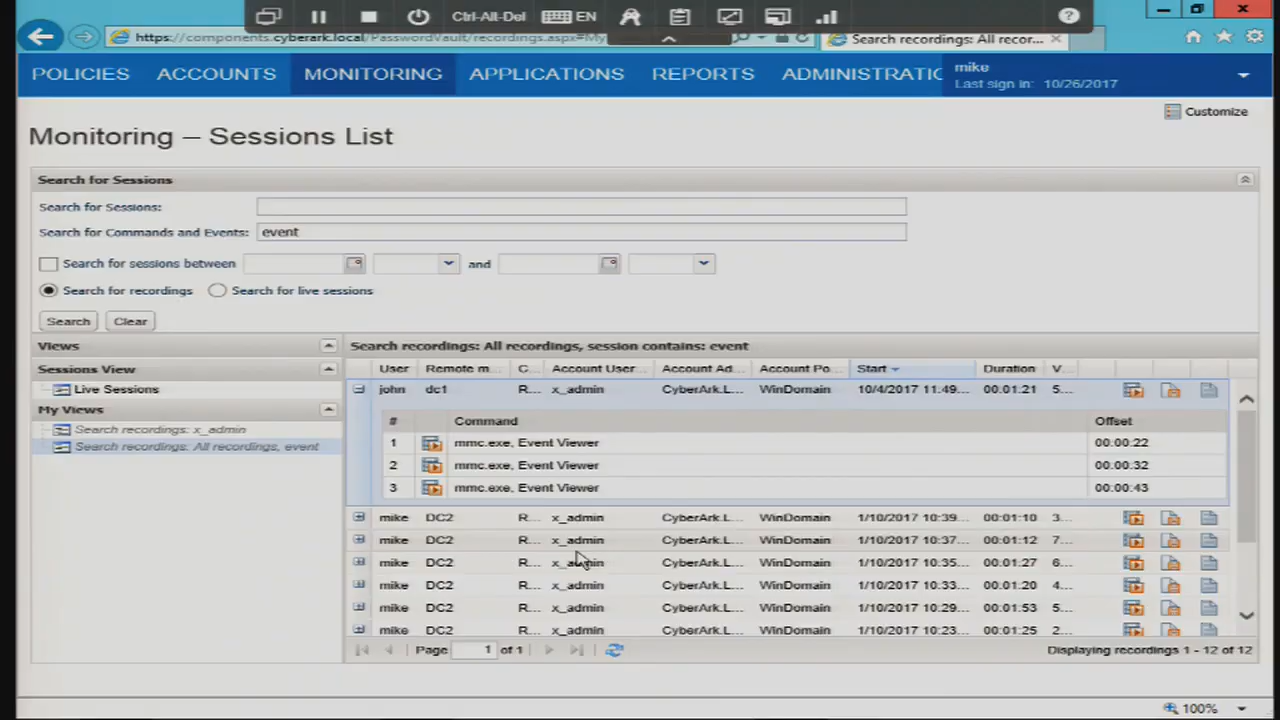 Ctrl-Alt-Del EN
https://components.cyberark.local/PasswordVault/recordings.aspx=My
Search recordings: All recor...
POLICIES ACCOUNTS MONITORING APPLICATIONS REPORTS ADMINISTRATIO
mike
Last sign in: 10/26/2017
Customize
Monitoring – Sessions List
Search for Sessions
Search for Sessions:
Search for Commands and Events: event
Search for sessions between and
Search for recordings Search for live sessions
Search Clear
Views
Sessions View
Live Sessions
My Views
Search recordings: x_admin
Search recordings: All recordings, event
Search recordings: All recordings, session contains: event
User Remote m... C... Account User... Account Ad... Account Po... Start Duration V...
john dc1 R... x_admin CyberArk.L... WinDomain 10/4/2017 11:49... 00:01:21 5...
# Command Offset
1 mmc.exe, Event Viewer 00:00:22
2 mmc.exe, Event Viewer 00:00:32
3 mmc.exe, Event Viewer 00:00:43
mike DC2 R... x_admin CyberArk.L... WinDomain 1/10/2017 10:39... 00:01:10 3...
mike DC2 R... x_admin CyberArk.L... WinDomain 1/10/2017 10:37... 00:01:12 7...
mike DC2 R... x_admin CyberArk.L... WinDomain 1/10/2017 10:35... 00:01:27 6...
mike DC2 R... x_admin CyberArk.L... WinDomain 1/10/2017 10:33... 00:01:20 4...
mike DC2 R... x_admin CyberArk.L... WinDomain 1/10/2017 10:29... 00:01:53 5...
mike DC2 R... x_admin CyberArk.L... WinDomain 1/10/2017 10:23... 00:01:25 2...
Page 1 of 1
Displaying recordings 1 - 12 of 12
100%